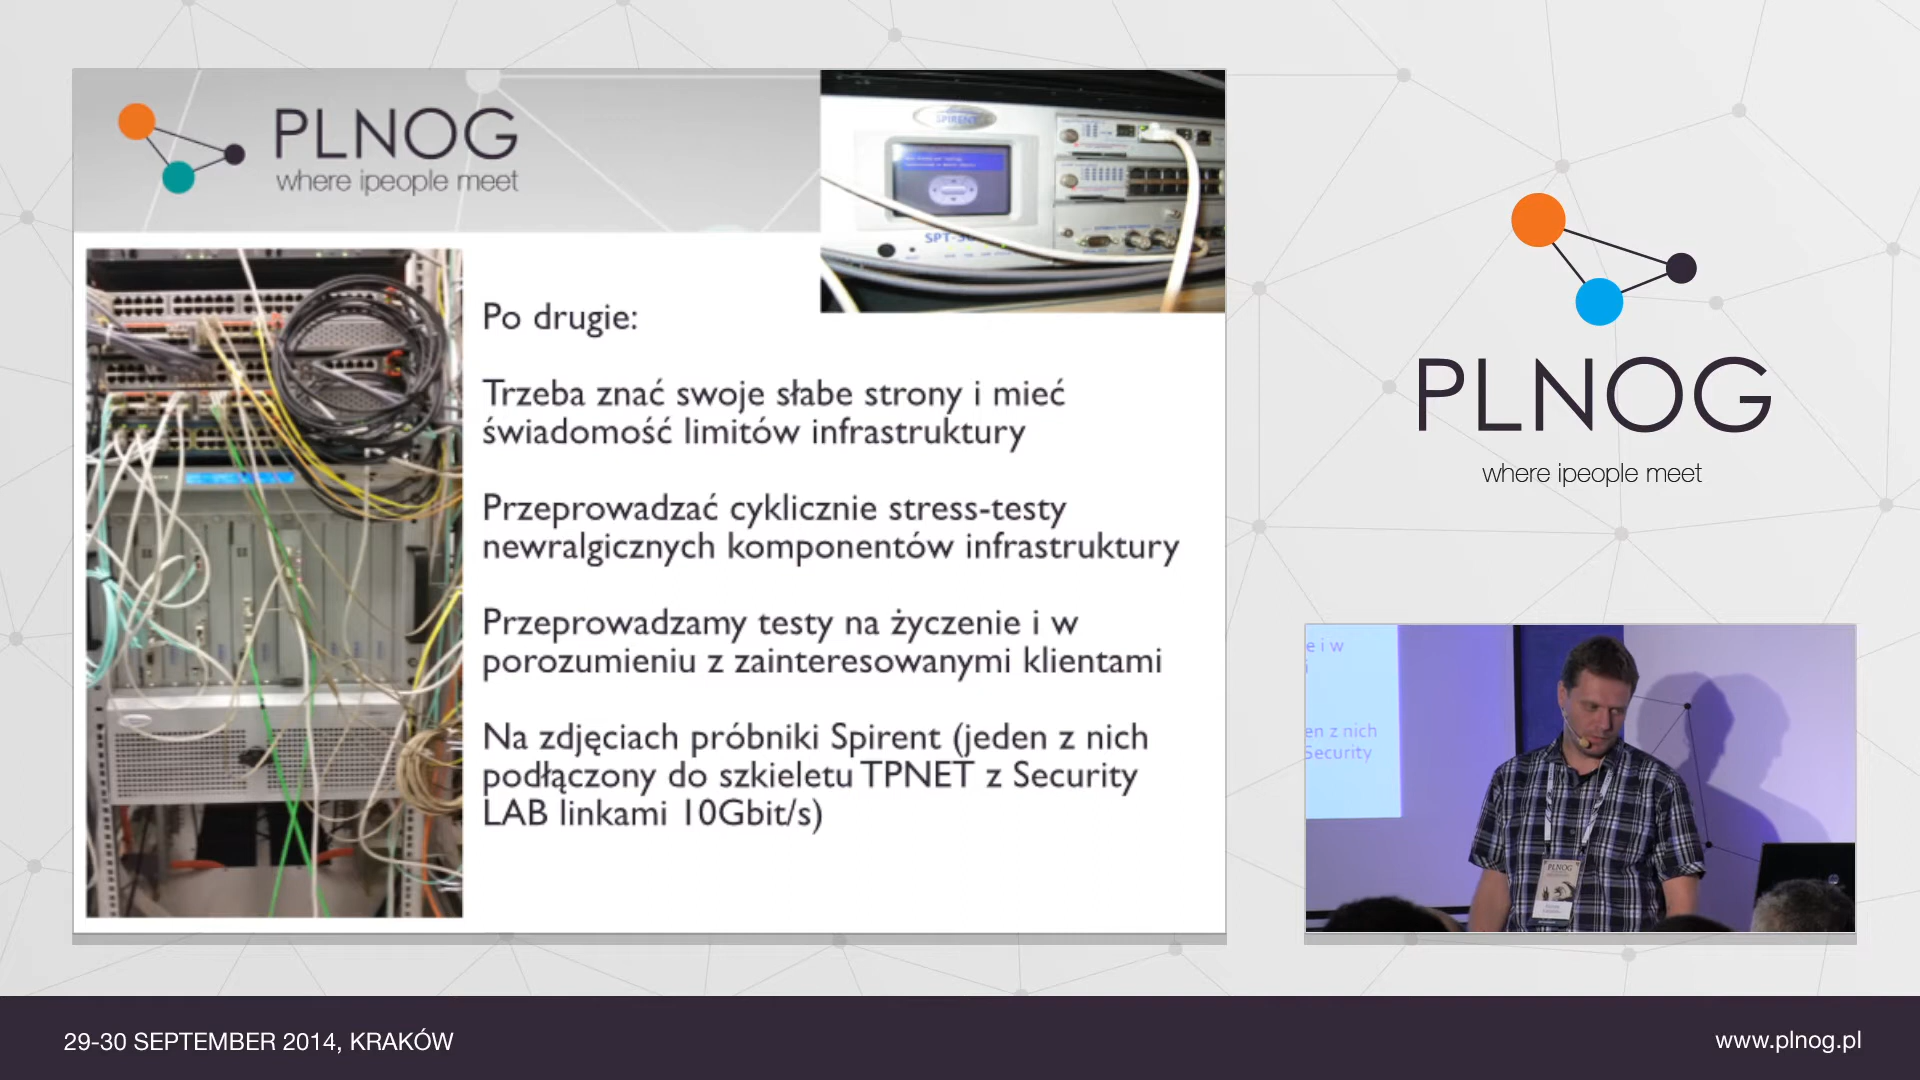 PLNOG
where ipeople meet
SPIRENT
Po drugie:
Trzeba znać swoje słabe strony i mieć
świadomość limitów infrastruktury
Przeprowadzać cyklicznie stress-testy
newralgicznych komponentów infrastruktury
Przeprowadzamy testy na życzenie i w
porozumieniu z zainteresowanymi klientami
Na zdjęciach próbniki Spirent (jeden z nich
podłączony do szkieletu TPNET z Security
LAB linkami 10Gbit/s)
PLNOG
where ipeople meet
e i w
i
en z nich
Security
PLNOG
29-30 SEPTEMBER 2014, KRAKÓW
www.plnog.pl